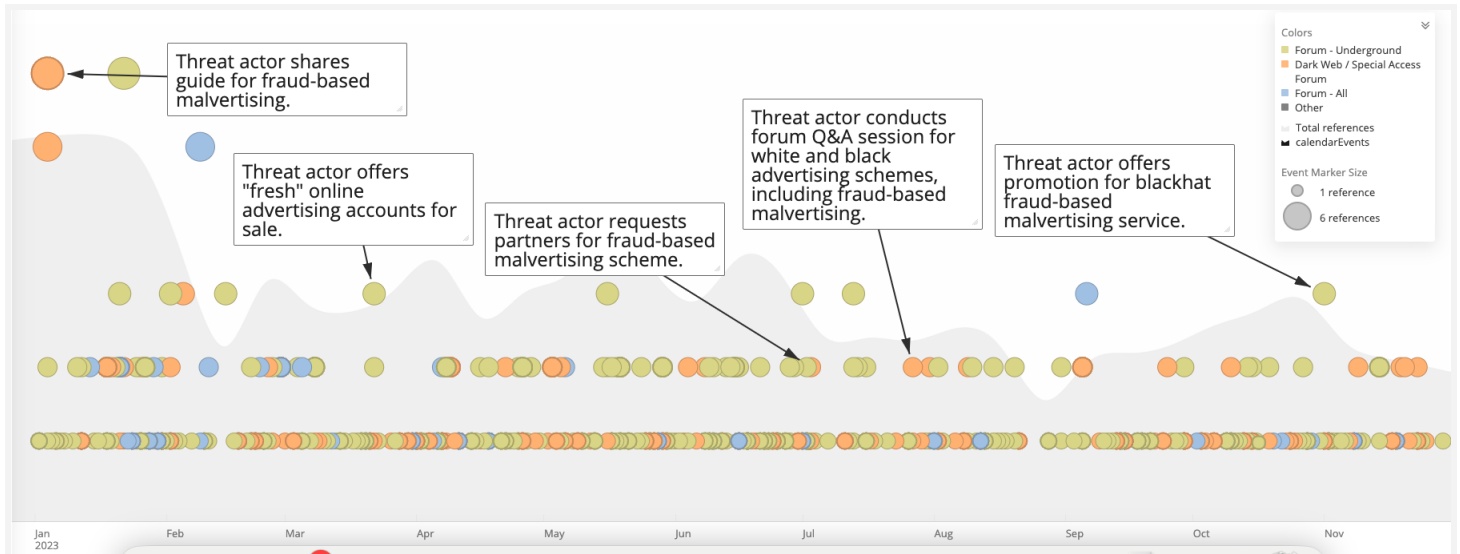 Threat actor shares
guide for fraud-based
malvertising.
Threat actor offers
"fresh" online
advertising accounts for
sale.
Threat actor requests
partners for fraud-based
malvertising scheme.
Threat actor conducts
forum Q&A session for
white and black
advertising schemes,
including fraud-based
malvertising.
Threat actor offers
promotion for blackhat
fraud-based
malvertising service.
Colors
Forum - Underground
Dark Web / Special Access
Forum
Forum - All
Other
Total references
calendarEvents
Event Marker Size
1 reference
6 references
Jan Feb Mar Apr May Jun Jul Aug Sep Oct Nov
2023